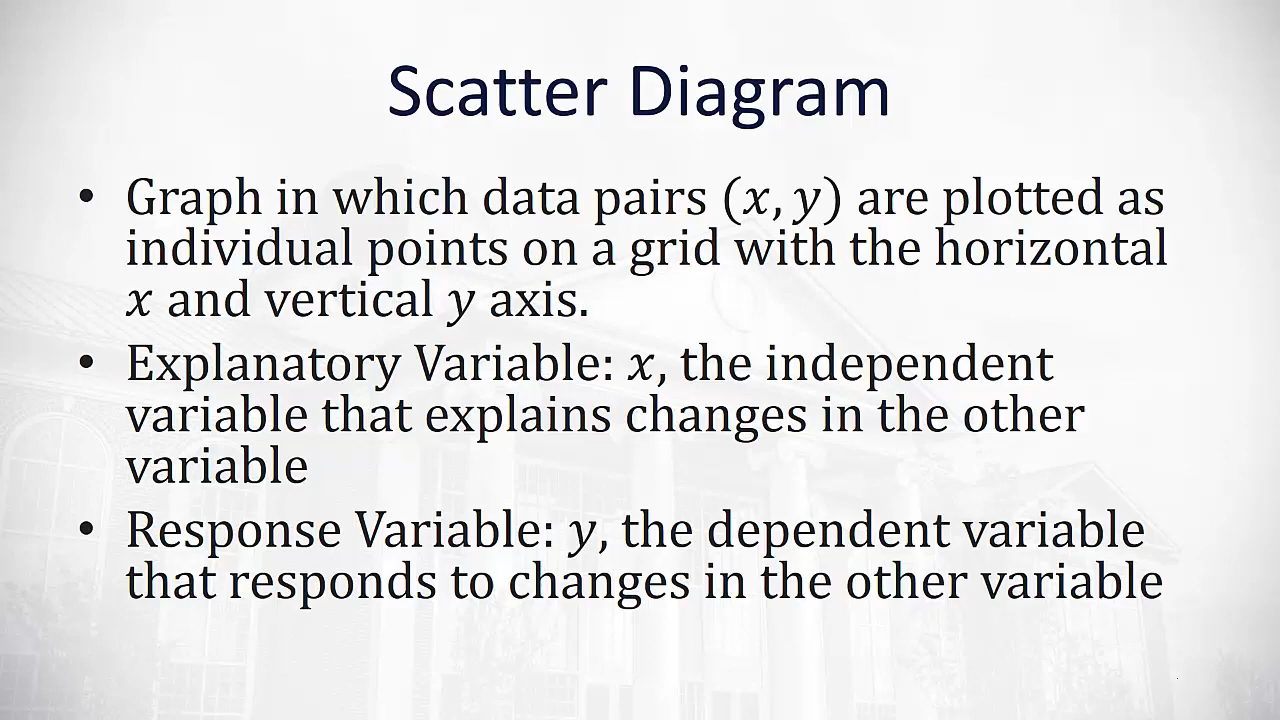 Scatter Diagram
• Graph in which data pairs (x, y) are plotted as
individual points on a grid with the horizontal
x and vertical y axis.
• Explanatory Variable: x, the independent
variable that explains changes in the other
variable
• Response Variable: y, the dependent variable
that responds to changes in the other variable